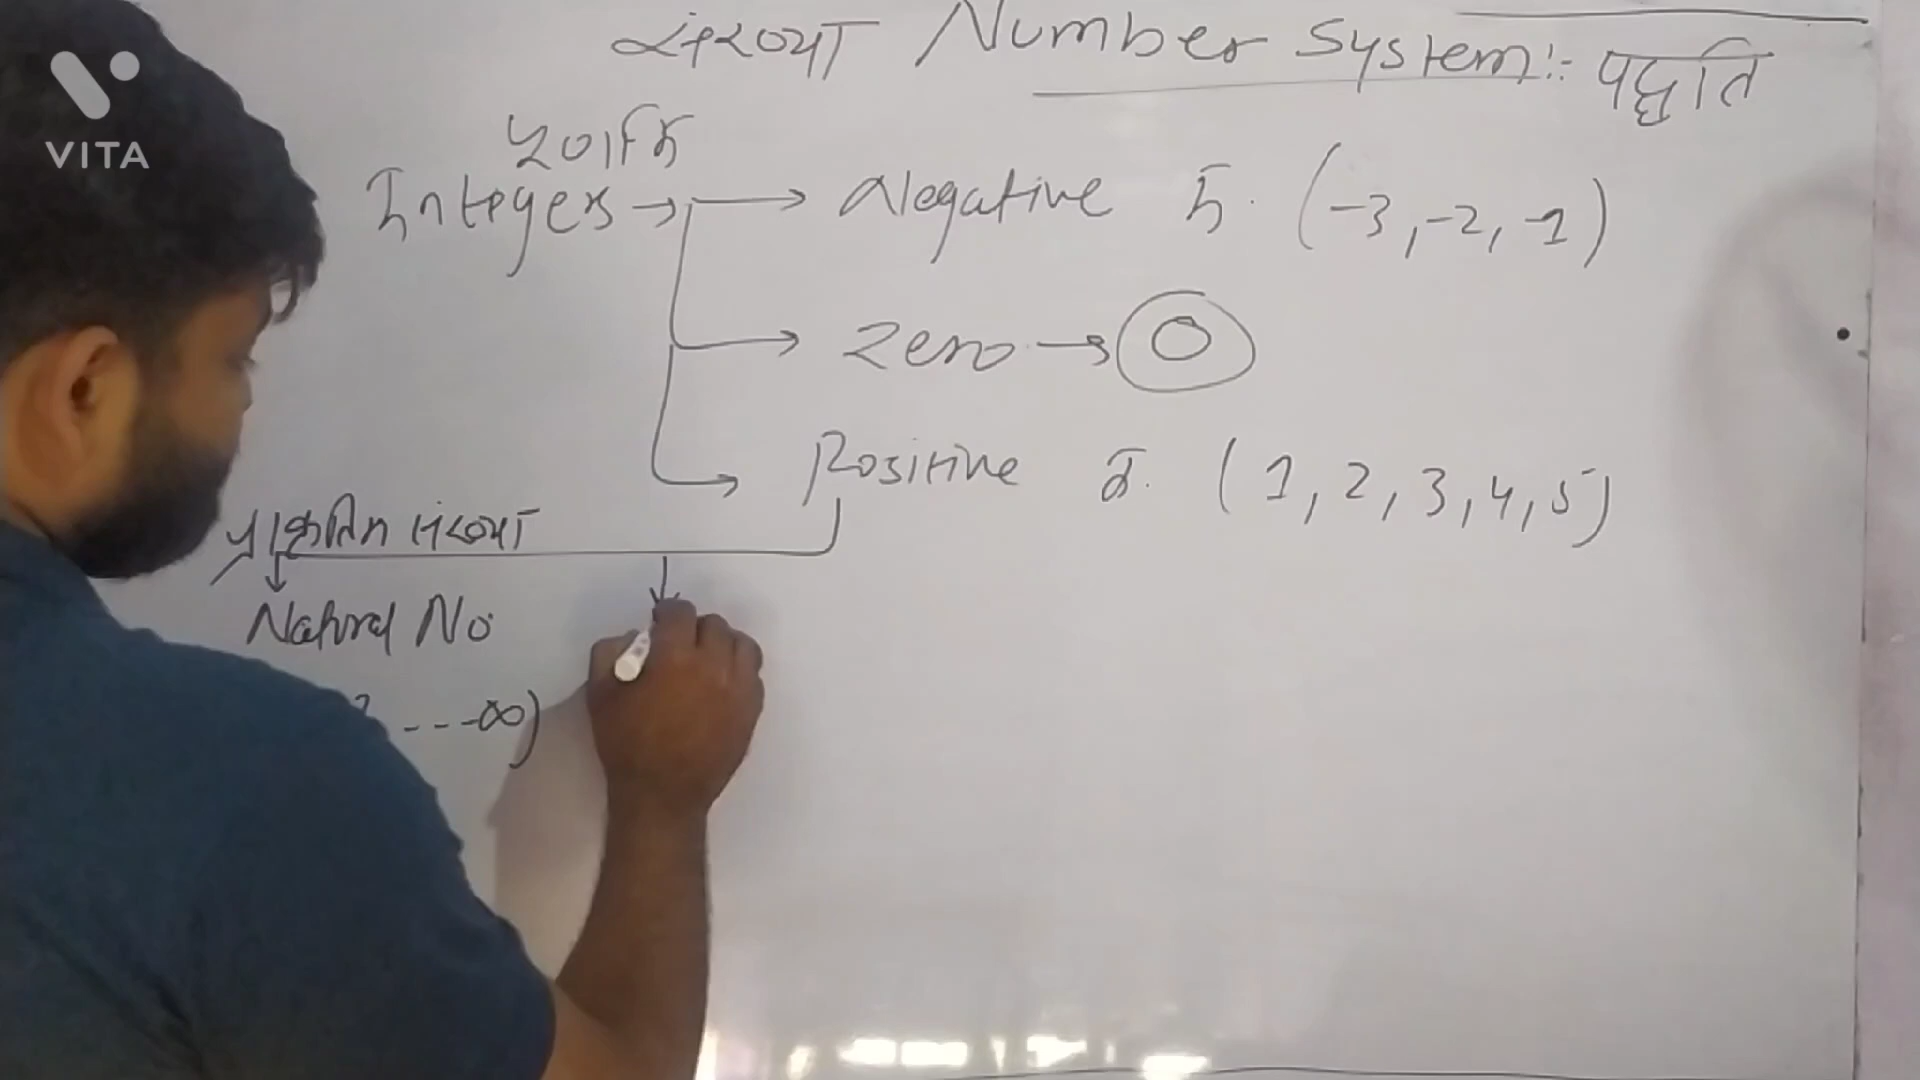 संख्या Number System:- पद्धति
पूर्णांक
Integers → → Negative पू. (-3, -2, -1)
→ Zero → 0
→ Positive पू. (1, 2, 3, 4, 5)
प्राकृतिक संख्या
Natural No
---∞)
VITA